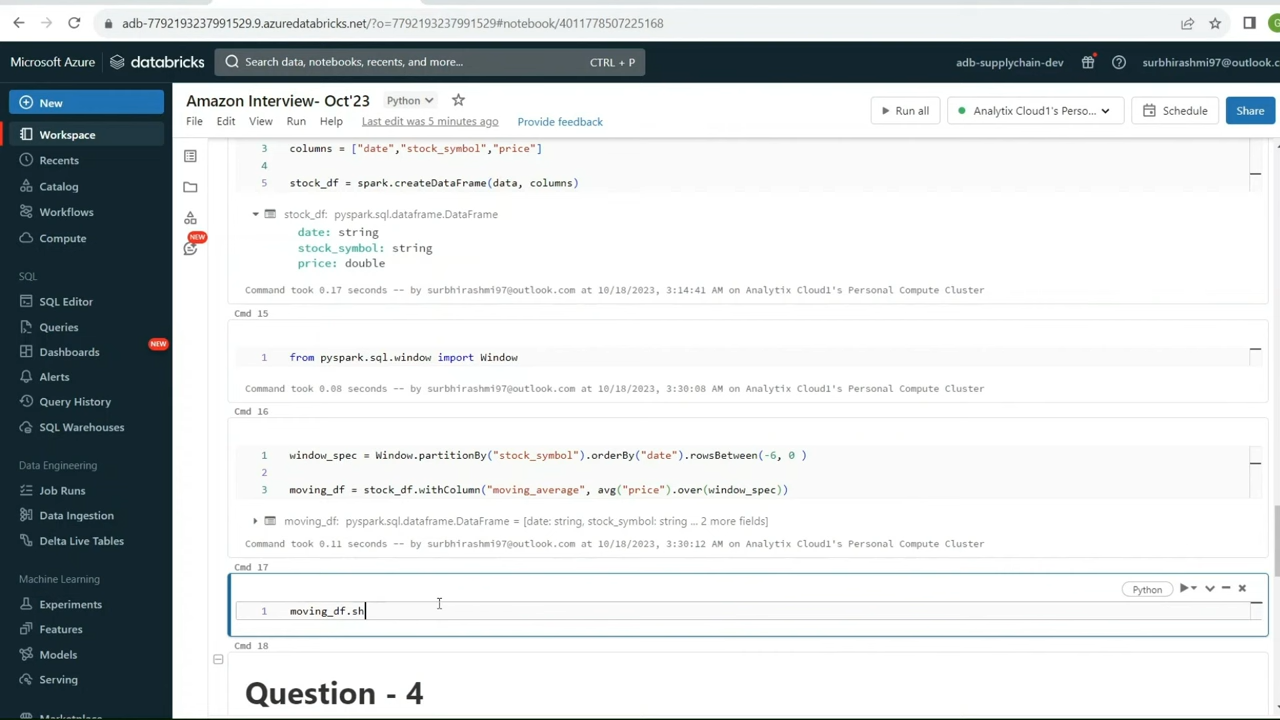 adb-7792193237991529.9.azuredatabricks.net/?o=7792193237991529#notebook/4011778507225168
Microsoft Azure
databricks
Search data, notebooks, recents, and more...
CTRL + P
adb-supplychain-dev
surbhirashmi97@outlook.c
New
Workspace
Recents
Catalog
Workflows
Compute
SQL
SQL Editor
Queries
Dashboards
NEW
Alerts
Query History
SQL Warehouses
Data Engineering
Job Runs
Data Ingestion
Delta Live Tables
Machine Learning
Experiments
Features
Models
Serving
Amazon Interview- Oct'23
Python
File Edit View Run Help
Last edit was 5 minutes ago
Provide feedback
Run all
Analytix Cloud1's Perso...
Schedule
Share
NEW
3 columns = ["date","stock_symbol","price"]
4
5 stock_df = spark.createDataFrame(data, columns)
stock_df: pyspark.sql.dataframe.DataFrame
date: string
stock_symbol: string
price: double
Command took 0.17 seconds -- by surbhirashmi97@outlook.com at 10/18/2023, 3:14:41 AM on Analytix Cloud1's Personal Compute Cluster
Cmd 15
1 from pyspark.sql.window import Window
Command took 0.08 seconds -- by surbhirashmi97@outlook.com at 10/18/2023, 3:30:08 AM on Analytix Cloud1's Personal Compute Cluster
Cmd 16
1 window_spec = Window.partitionBy("stock_symbol").orderBy("date").rowsBetween(-6, 0 )
2
3 moving_df = stock_df.withColumn("moving_average", avg("price").over(window_spec))
moving_df: pyspark.sql.dataframe.DataFrame = [date: string, stock_symbol: string ... 2 more fields]
Command took 0.11 seconds -- by surbhirashmi97@outlook.com at 10/18/2023, 3:30:12 AM on Analytix Cloud1's Personal Compute Cluster
Cmd 17
Python
1 moving_df.sh
Cmd 18
Question - 4